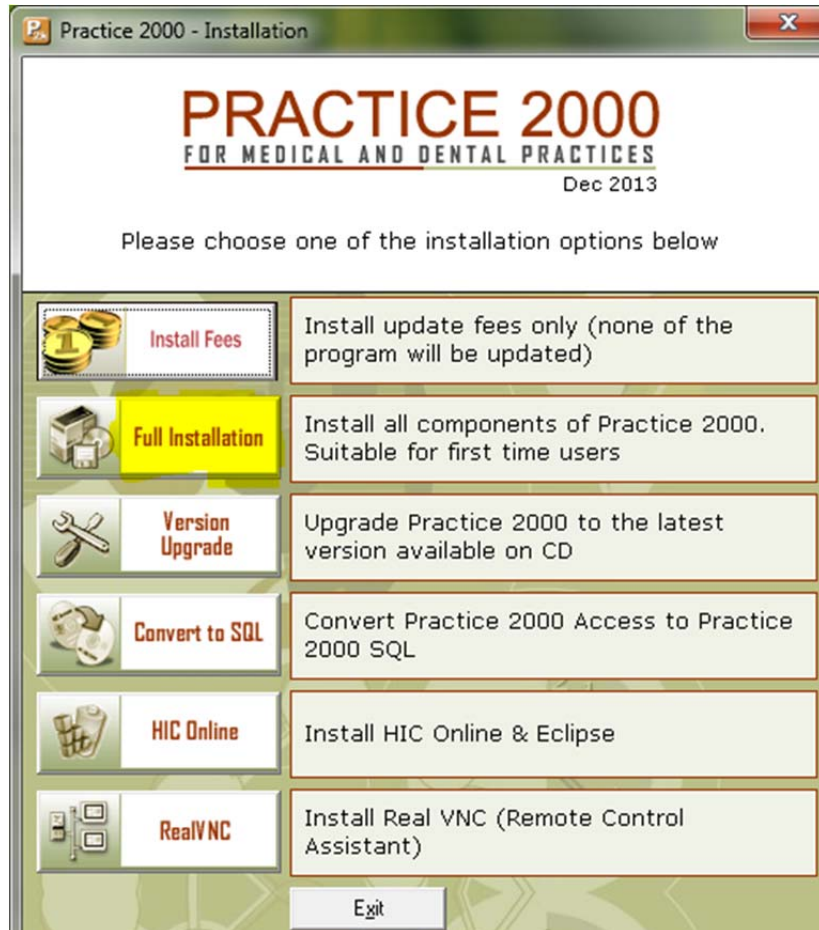 Practice 2000 - Installation
PRACTICE 2000
FOR MEDICAL AND DENTAL PRACTICES
Dec 2013
Please choose one of the installation options below
Install Fees
Install update fees only (none of the
program will be updated)
Full Installation
Install all components of Practice 2000.
Suitable for first time users
Version
Upgrade
Upgrade Practice 2000 to the latest
version available on CD
Convert to SQL
Convert Practice 2000 Access to Practice
2000 SQL
HIC Online
Install HIC Online & Eclipse
RealVNC
Install Real VNC (Remote Control
Assistant)
Exit